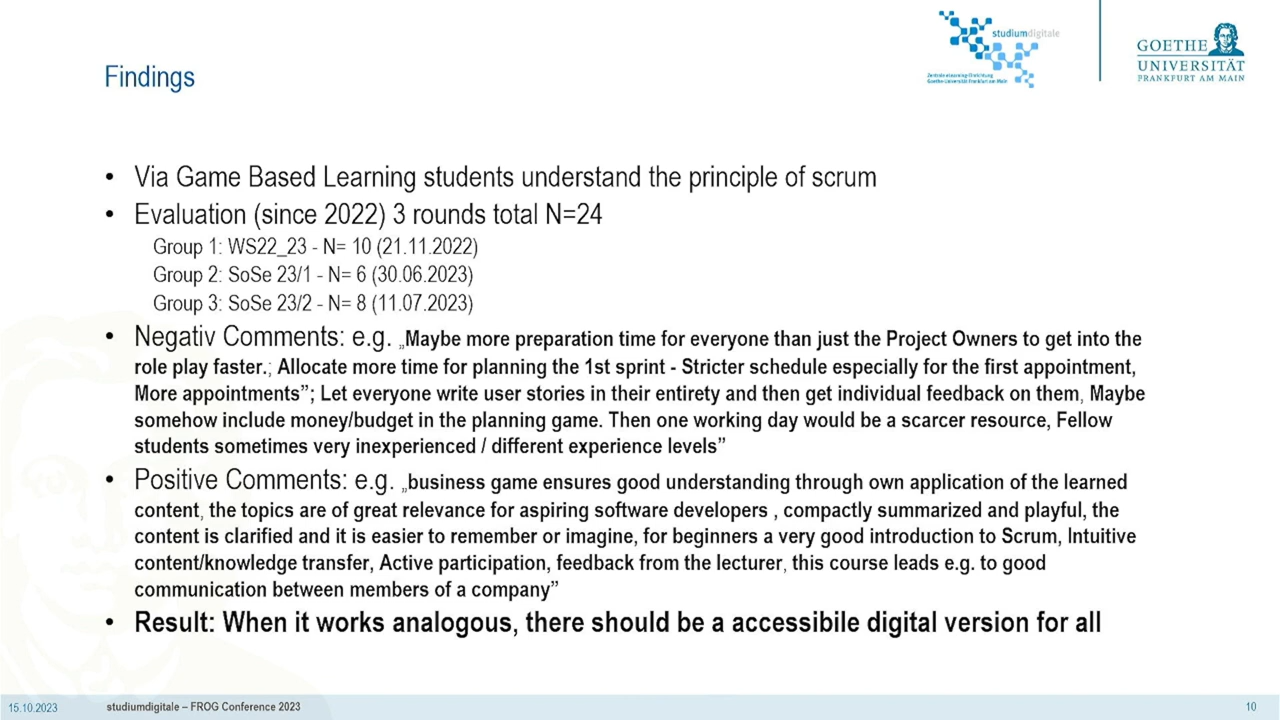 studiumdigitale
Zentrale eLearning-Einrichtung
Goethe-Universität Frankfurt am Main
GOETHE
UNIVERSITÄT
FRANKFURT AM MAIN
Findings
• Via Game Based Learning students understand the principle of scrum
• Evaluation (since 2022) 3 rounds total N=24
Group 1: WS22_23 - N= 10 (21.11.2022)
Group 2: SoSe 23/1 - N= 6 (30.06.2023)
Group 3: SoSe 23/2 - N= 8 (11.07.2023)
• Negativ Comments: e.g. „Maybe more preparation time for everyone than just the Project Owners to get into the
role play faster.; Allocate more time for planning the 1st sprint - Stricter schedule especially for the first appointment,
More appointments”; Let everyone write user stories in their entirety and then get individual feedback on them, Maybe
somehow include money/budget in the planning game. Then one working day would be a scarcer resource, Fellow
students sometimes very inexperienced / different experience levels”
• Positive Comments: e.g. „business game ensures good understanding through own application of the learned
content, the topics are of great relevance for aspiring software developers , compactly summarized and playful, the
content is clarified and it is easier to remember or imagine, for beginners a very good introduction to Scrum, Intuitive
content/knowledge transfer, Active participation, feedback from the lecturer, this course leads e.g. to good
communication between members of a company”
• Result: When it works analogous, there should be a accessibile digital version for all
15.10.2023
studiumdigitale – FROG Conference 2023
10